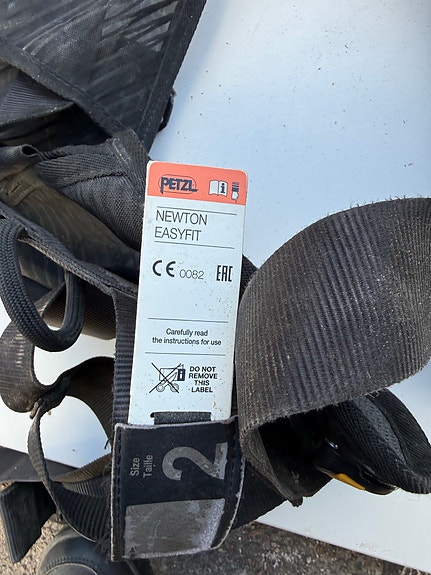 PETZL
NEWTON
EASYFIT
CE 0082 EAC
Carefully read
the instructions for use
DO NOT
REMOVE
THIS
LABEL
Size
Taille
2